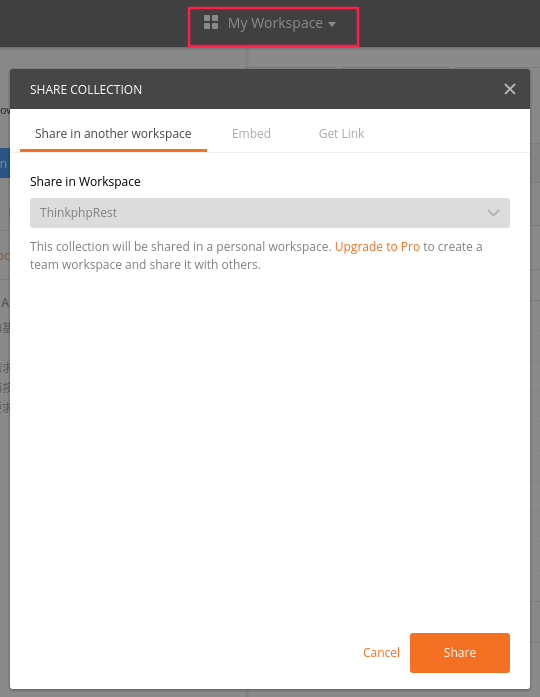 My Workspace
SHARE COLLECTION
Share in another workspace Embed Get Link
Share in Workspace
ThinkphpRest
This collection will be shared in a personal workspace. Upgrade to Pro to create a
team workspace and share it with others.
Cancel Share